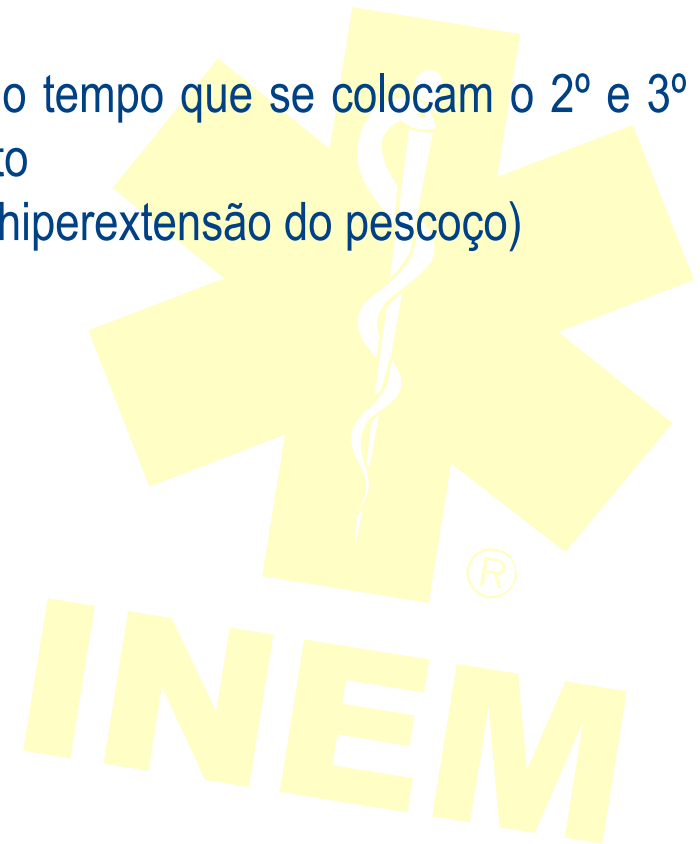 o tempo que se colocam o 2º e 3º
to
hiperextensão do pescoço)
®
INEM